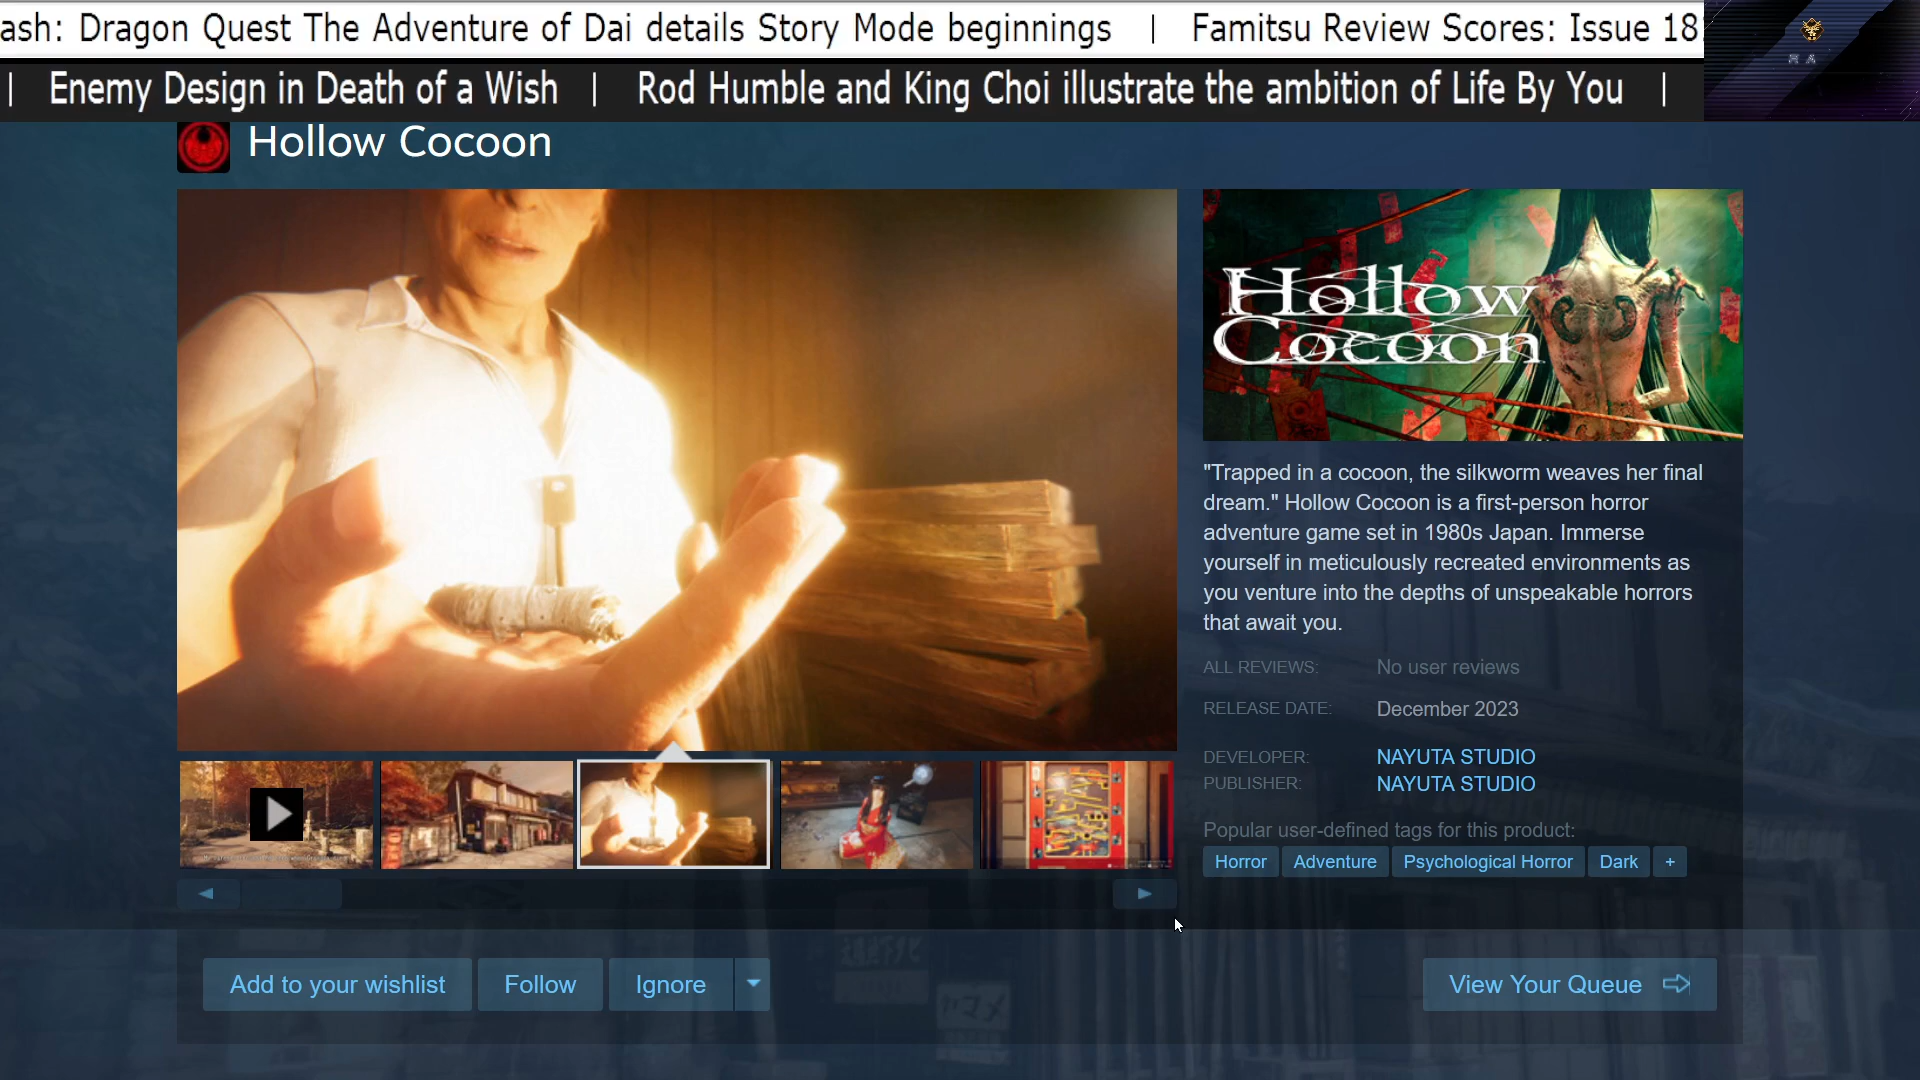 ash: Dragon Quest The Adventure of Dai details Story Mode beginnings | Famitsu Review Scores: Issue 18
| Enemy Design in Death of a Wish | Rod Humble and King Choi illustrate the ambition of Life By You |
Hollow Cocoon
Hollow
Cocoon
"Trapped in a cocoon, the silkworm weaves her final
dream." Hollow Cocoon is a first-person horror
adventure game set in 1980s Japan. Immerse
yourself in meticulously recreated environments as
you venture into the depths of unspeakable horrors
that await you.
ALL REVIEWS: No user reviews
RELEASE DATE: December 2023
DEVELOPER: NAYUTA STUDIO
PUBLISHER: NAYUTA STUDIO
Popular user-defined tags for this product:
Horror Adventure Psychological Horror Dark +
Add to your wishlist Follow Ignore View Your Queue